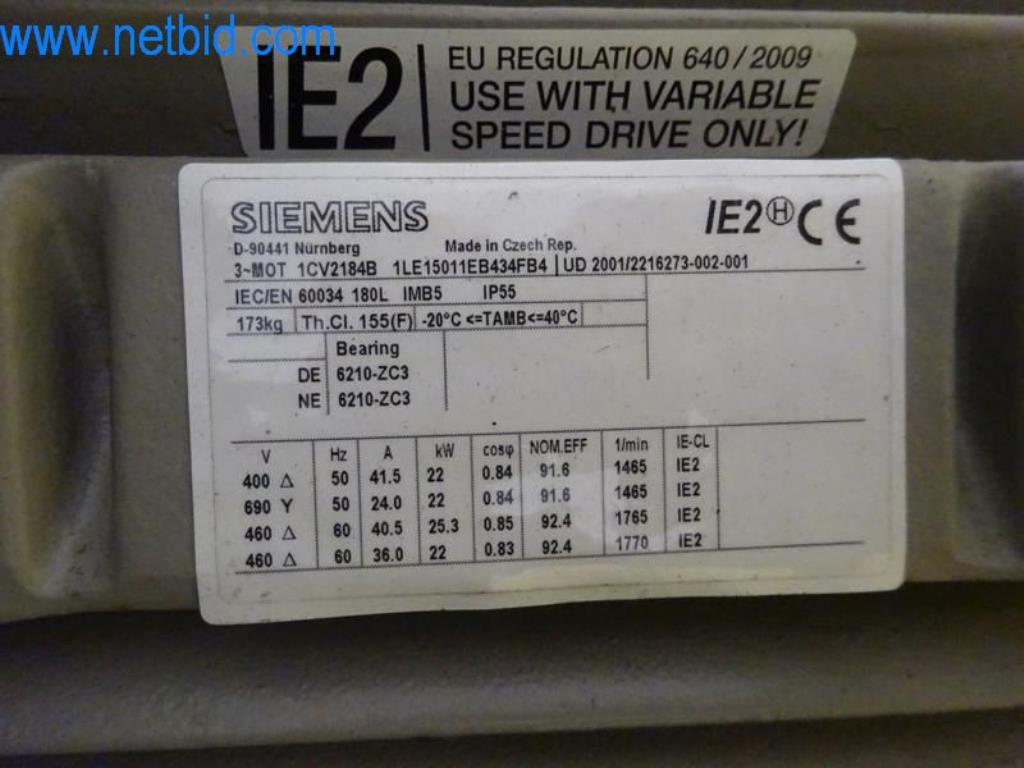 www.netbid.com
IE2 EU REGULATION 640/2009
USE WITH VARIABLE
SPEED DRIVE ONLY!
SIEMENS IE2 Ⓗ CE
D-90441 Nürnberg Made in Czech Rep.
3~MOT 1CV2184B 1LE15011EB434FB4 UD 2001/2216273-002-001
IEC/EN 60034 180L IMB5 IP55
173kg Th.Cl. 155(F) -20°C <=TAMB<=40°C
Bearing
DE 6210-ZC3
NE 6210-ZC3
V Hz A kW cosφ NOM.EFF 1/min IE-CL
400 Δ 50 41.5 22 0.84 91.6 1465 IE2
690 Y 50 24.0 22 0.84 91.6 1465 IE2
460 Δ 60 40.5 25.3 0.85 92.4 1765 IE2
460 Δ 60 36.0 22 0.83 92.4 1770 IE2